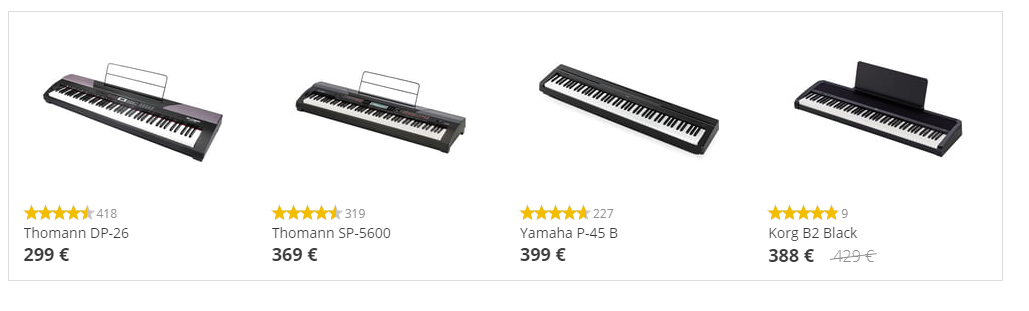 418
Thomann DP-26
299 €
319
Thomann SP-5600
369 €
227
Yamaha P-45 B
399 €
9
Korg B2 Black
388 € 429 €